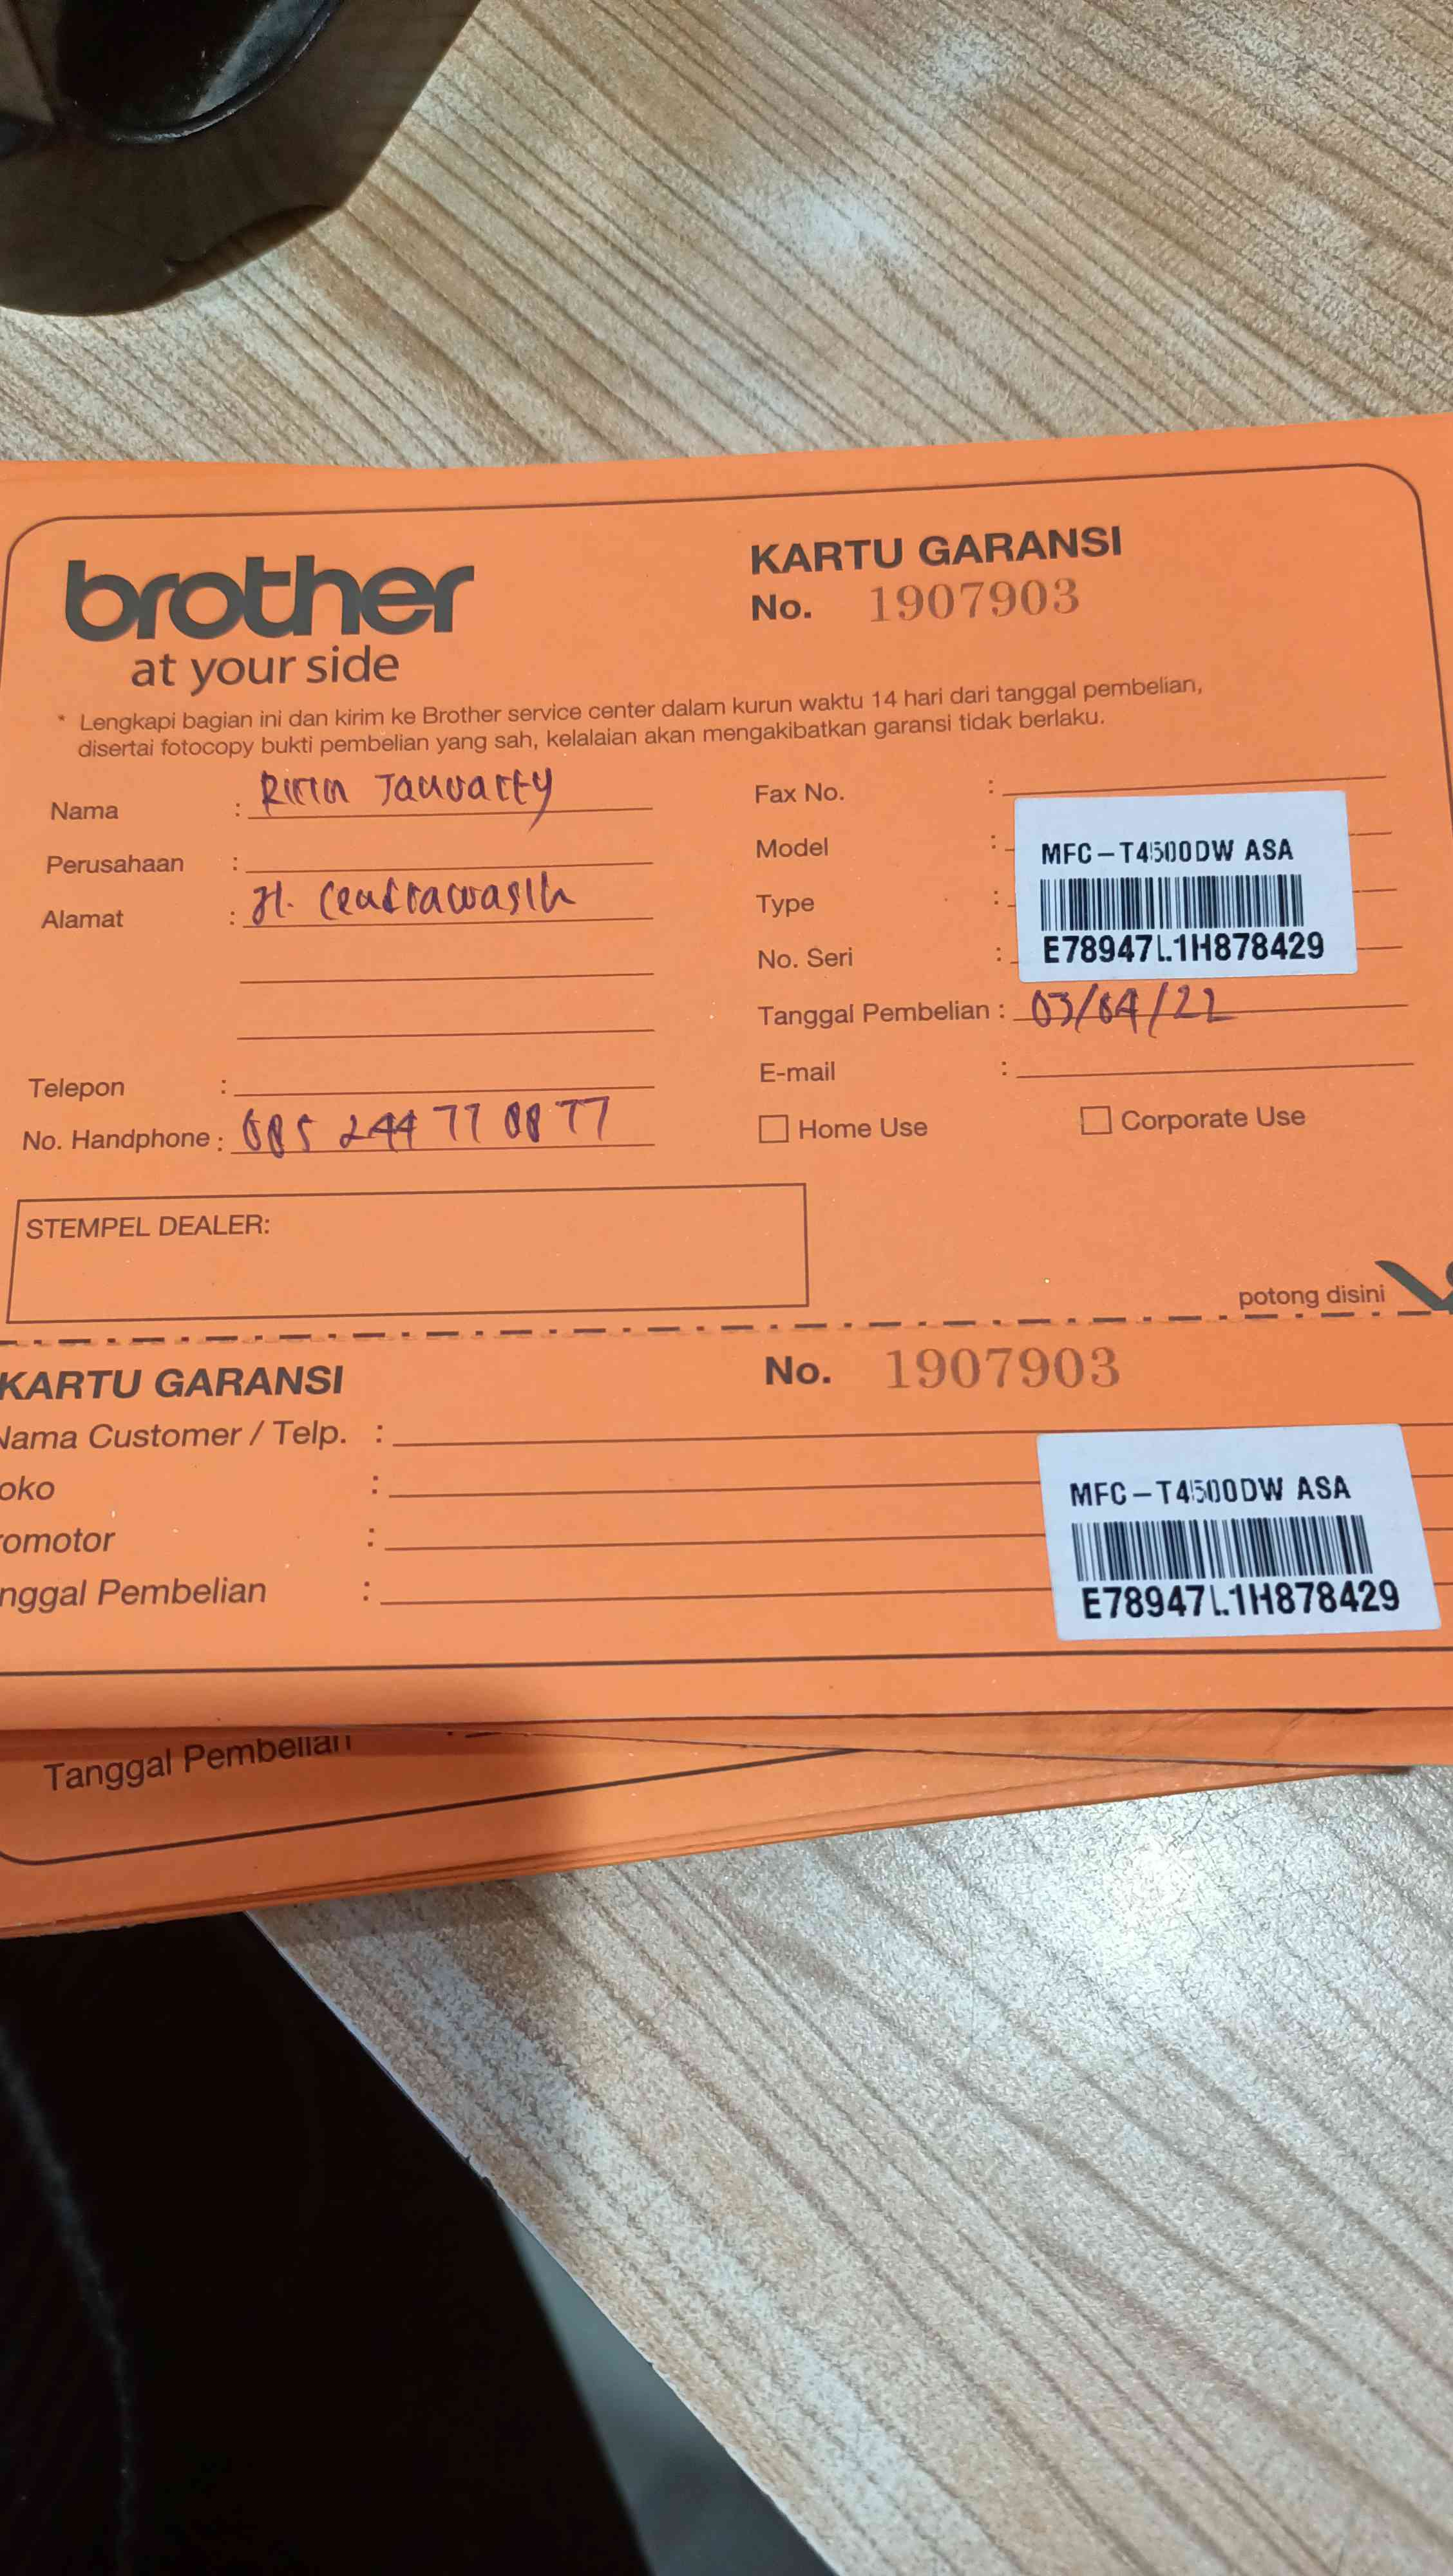 brother
at your side
KARTU GARANSI
No. 1907903
* Lengkapi bagian ini dan kirim ke Brother service center dalam kurun waktu 14 hari dari tanggal pembelian,
disertai fotocopy bukti pembelian yang sah, kelalaian akan mengakibatkan garansi tidak berlaku.
Nama : Ririn
Perusahaan :
Alamat : Jl. Cendrawasih
Telepon :
No. Handphone : 085 244 77 88 77
Fax No. :
Model :
Type :
No. Seri :
MFC-T4500DW ASA
E78947L1H878429
Tanggal Pembelian : 03/04/22
E-mail :
Home Use
Corporate Use
STEMPEL DEALER:
potong disini
KARTU GARANSI
No. 1907903
Nama Customer / Telp. :
oko :
romotor :
nggal Pembelian :
MFC-T4500DW ASA
E78947L1H878429
Tanggal Pembelian